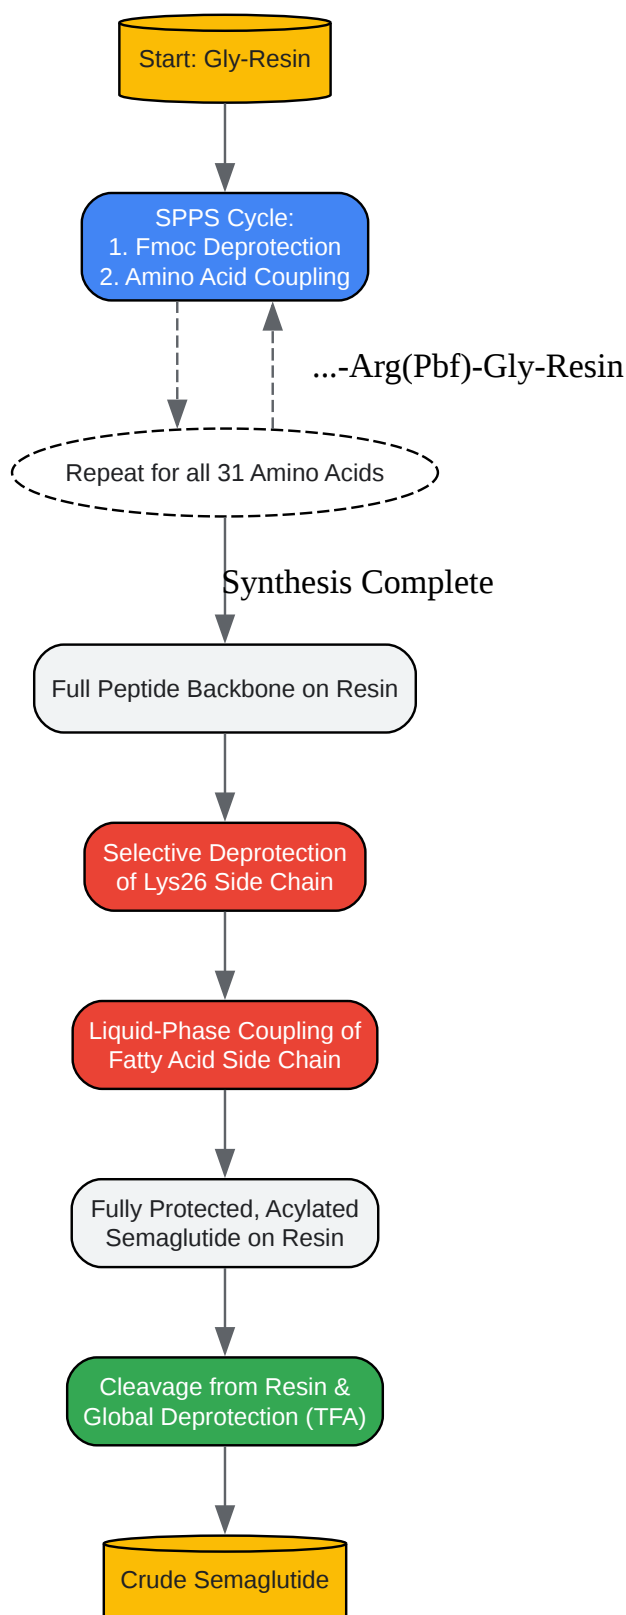 Start: Gly-Resin
SPPS Cycle:
1. Fmoc Deprotection
2. Amino Acid Coupling
...-Arg(Pbf)-Gly-Resin
Repeat for all 31 Amino Acids
Synthesis Complete
Full Peptide Backbone on Resin
Selective Deprotection
of Lys26 Side Chain
Liquid-Phase Coupling of
Fatty Acid Side Chain
Fully Protected, Acylated
Semaglutide on Resin
Cleavage from Resin &
Global Deprotection (TFA)
Crude Semaglutide